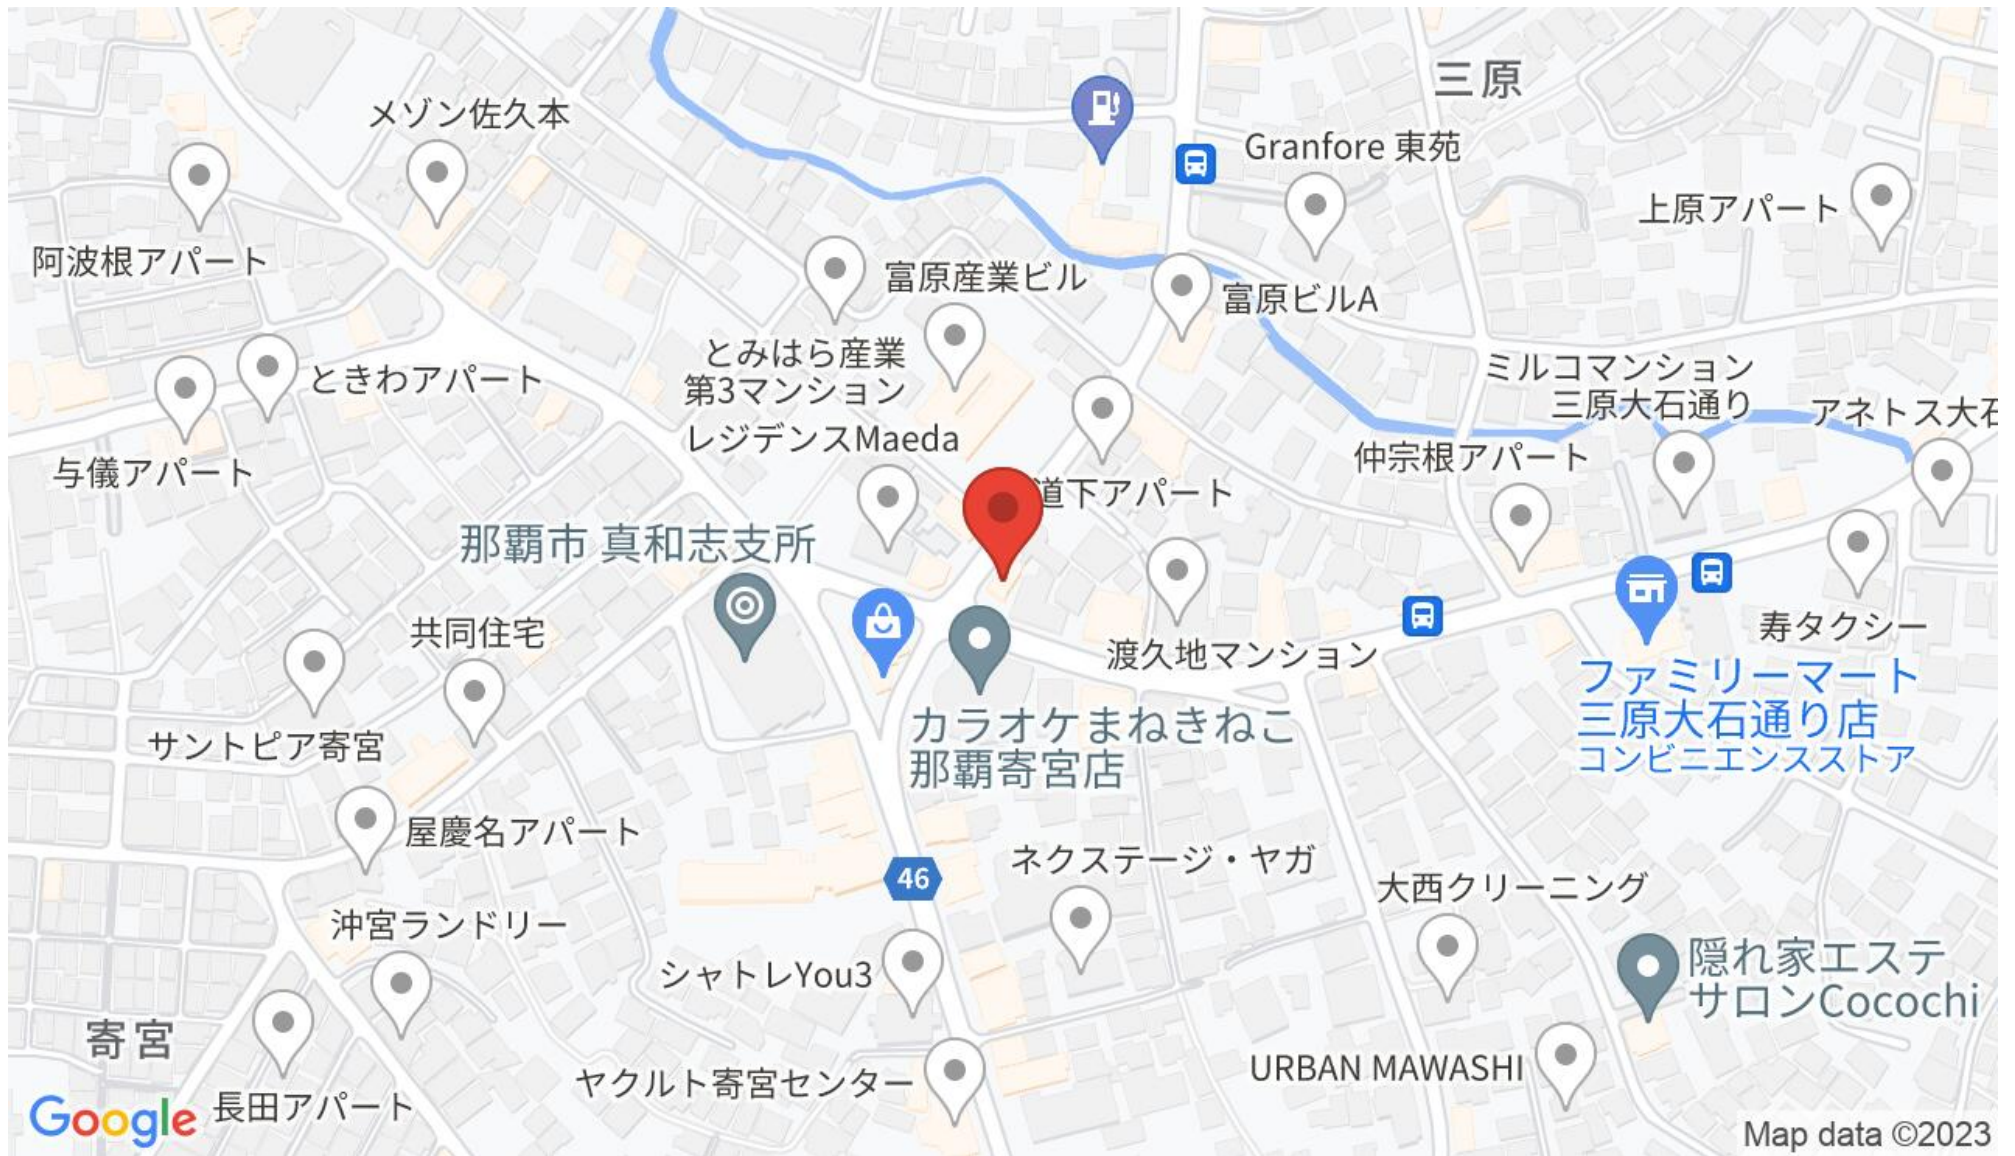 三原
メゾン佐久本
Granfore 東苑
上原アパート
阿波根アパート
富原産業ビル
富原ビルA
とみはら産業
第3マンション
ときわアパート
ミルコマンション
三原大石通り
アネトス大石
レジデンスMaeda
与儀アパート
仲宗根アパート
道下アパート
那覇市 真和志支所
共同住宅
渡久地マンション
寿タクシー
ファミリーマート
三原大石通り店
コンビニエンスストア
サントピア寄宮
カラオケまねきねこ
那覇寄宮店
屋慶名アパート
46
ネクステージ・ヤガ
大西クリーニング
沖宮ランドリー
シャトレYou3
隠れ家エステ
サロンCocochi
寄宮
ヤクルト寄宮センター
URBAN MAWASHI
長田アパート
Google
Map data ©2023